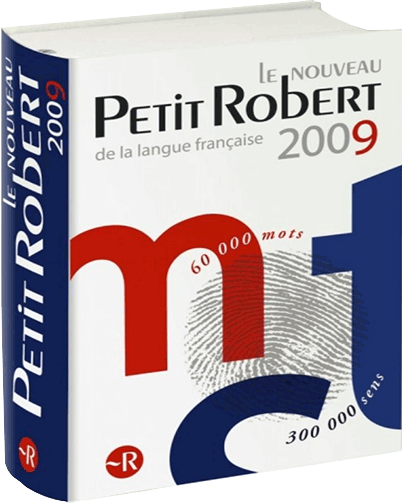 LE NOUVEAU
PETIT ROBERT
de la langue française
2009
60 000 mots
300 000 sens
m t s
LE NOUVEAU
PETIT ROBERT
2009
~R